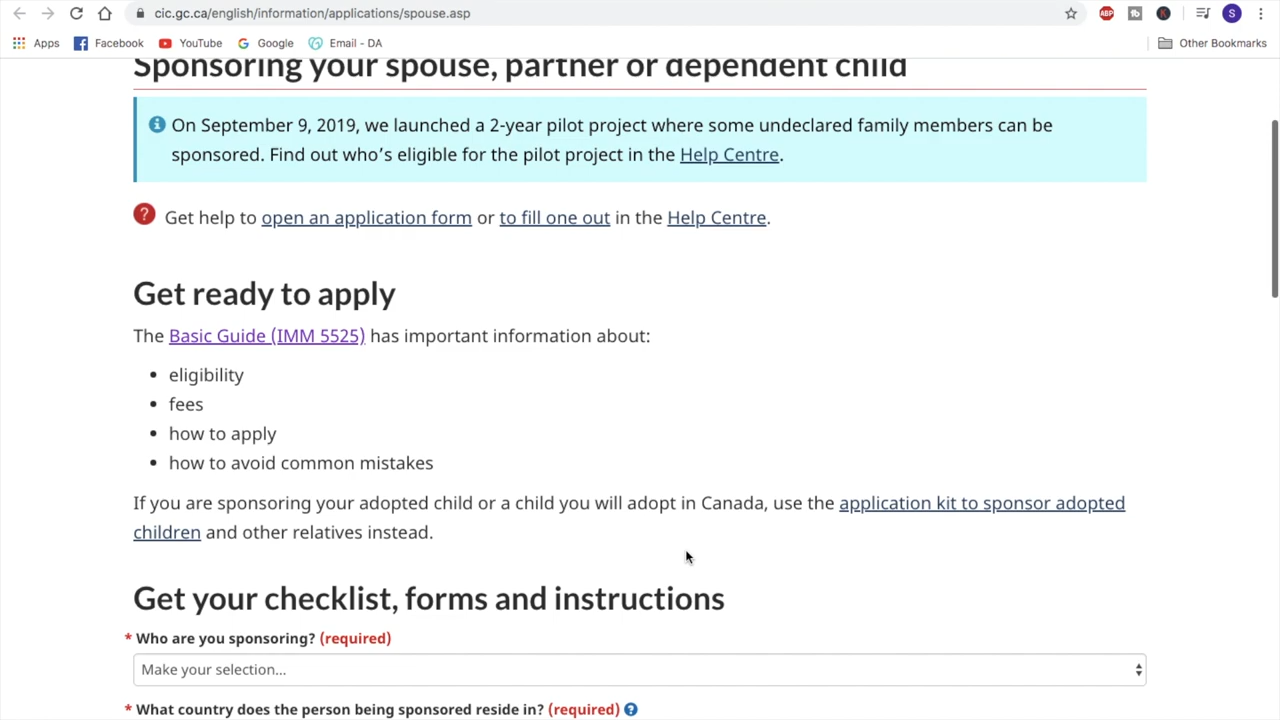 cic.gc.ca/english/information/applications/spouse.asp
ABP
K
S
Apps
Facebook
YouTube
Google
Email - DA
Other Bookmarks
Sponsoring your spouse, partner or dependent child
On September 9, 2019, we launched a 2-year pilot project where some undeclared family members can be
sponsored. Find out who’s eligible for the pilot project in the Help Centre.
Get help to open an application form or to fill one out in the Help Centre.
Get ready to apply
The Basic Guide (IMM 5525) has important information about:
• eligibility
• fees
• how to apply
• how to avoid common mistakes
If you are sponsoring your adopted child or a child you will adopt in Canada, use the application kit to sponsor adopted
children and other relatives instead.
Get your checklist, forms and instructions
* Who are you sponsoring? (required)
Make your selection...
* What country does the person being sponsored reside in? (required)